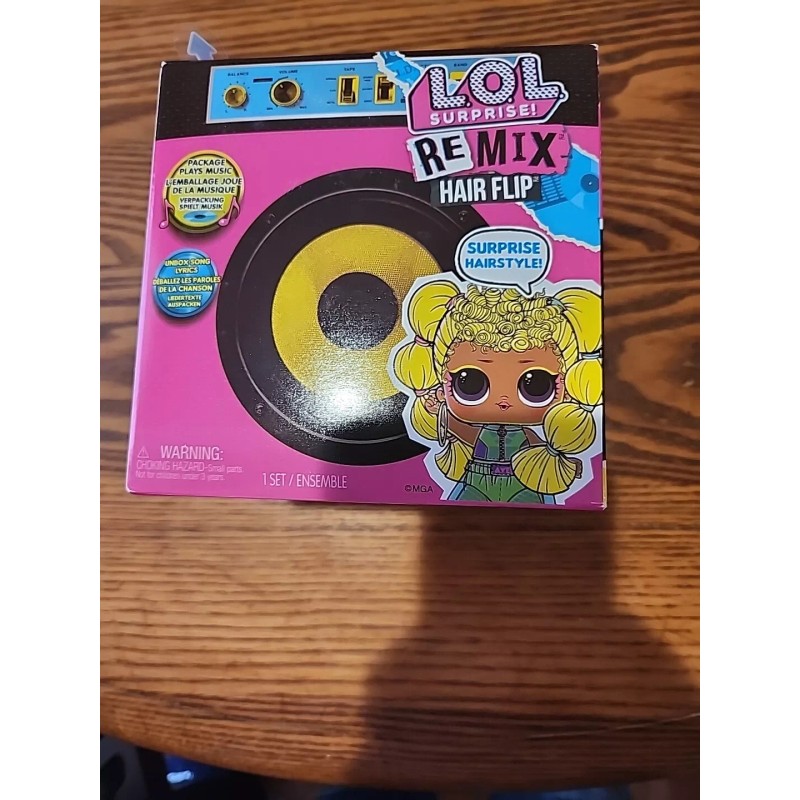 BALANCE
VOLUME
TAPE
BAND
L.O.L
SURPRISE!
REMIX
HAIR FLIP
PACKAGE
PLAYS MUSIC
L'EMBALLAGE JOUE
DE LA MUSIQUE
VERPACKUNG
SPIELT MUSIK
UNBOX SONG
LYRICS
DÉBALLEZ LES PAROLES
DE LA CHANSON
LIEDERTEXTE
AUSPACKEN
SURPRISE
HAIRSTYLE!
AYE
⚠ WARNING:
CHOKING HAZARD-Small parts
Not for children under 3 years
1 SET / ENSEMBLE
©MGA